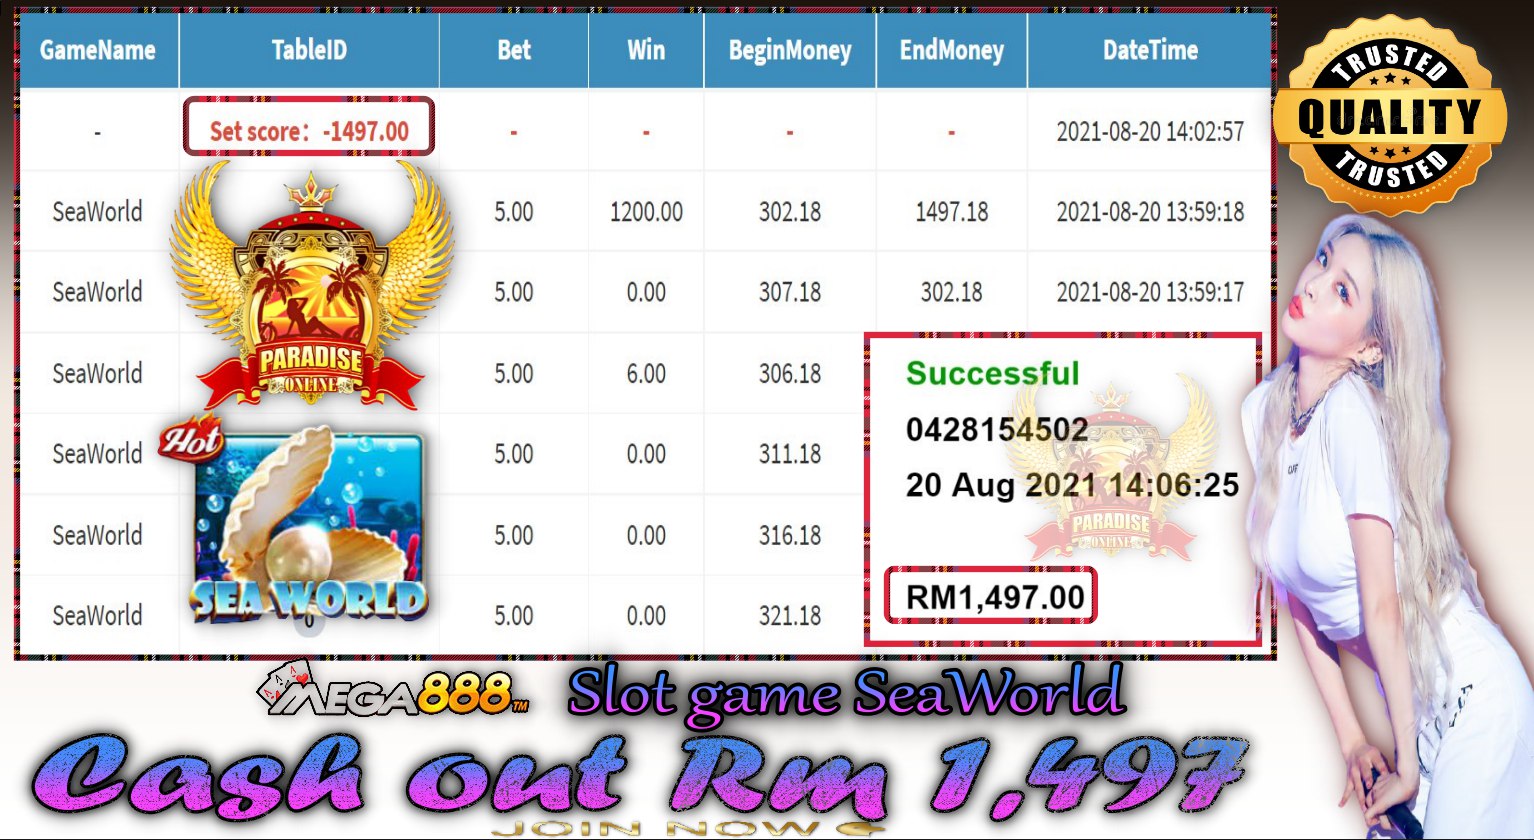 GameName TableID Bet Win BeginMoney EndMoney DateTime
- Set score: -1497.00 - - - - 2021-08-20 14:02:57
SeaWorld 5.00 1200.00 302.18 1497.18 2021-08-20 13:59:18
SeaWorld 5.00 0.00 307.18 302.18 2021-08-20 13:59:17
SeaWorld 5.00 6.00 306.18
SeaWorld 5.00 0.00 311.18
SeaWorld 5.00 0.00 316.18
SeaWorld 0 5.00 0.00 321.18
PARADISE
ONLINE
Hot
SEA WORLD
Successful
0428154502
20 Aug 2021 14:06:25
PARADISE
ONLINE
RM1,497.00
TRUSTED
QUALITY
TRUSTED
MEGA888 TM Slot game SeaWorld
Cash out Rm 1,497
JOIN NOW